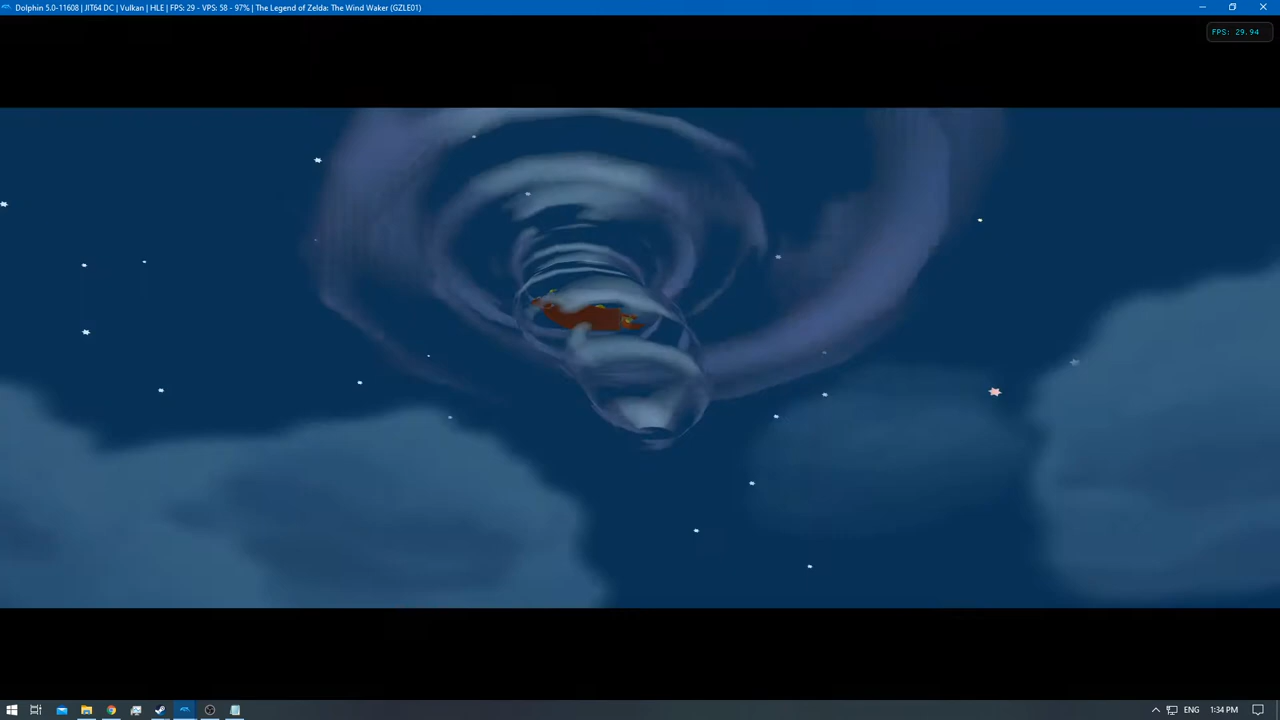 Dolphin 5.0-11608 | JIT64 DC | Vulkan | HLE | FPS: 29 - VPS: 58 - 97% | The Legend of Zelda: The Wind Waker (GZLE01)
FPS: 29.94
ENG
1:34 PM